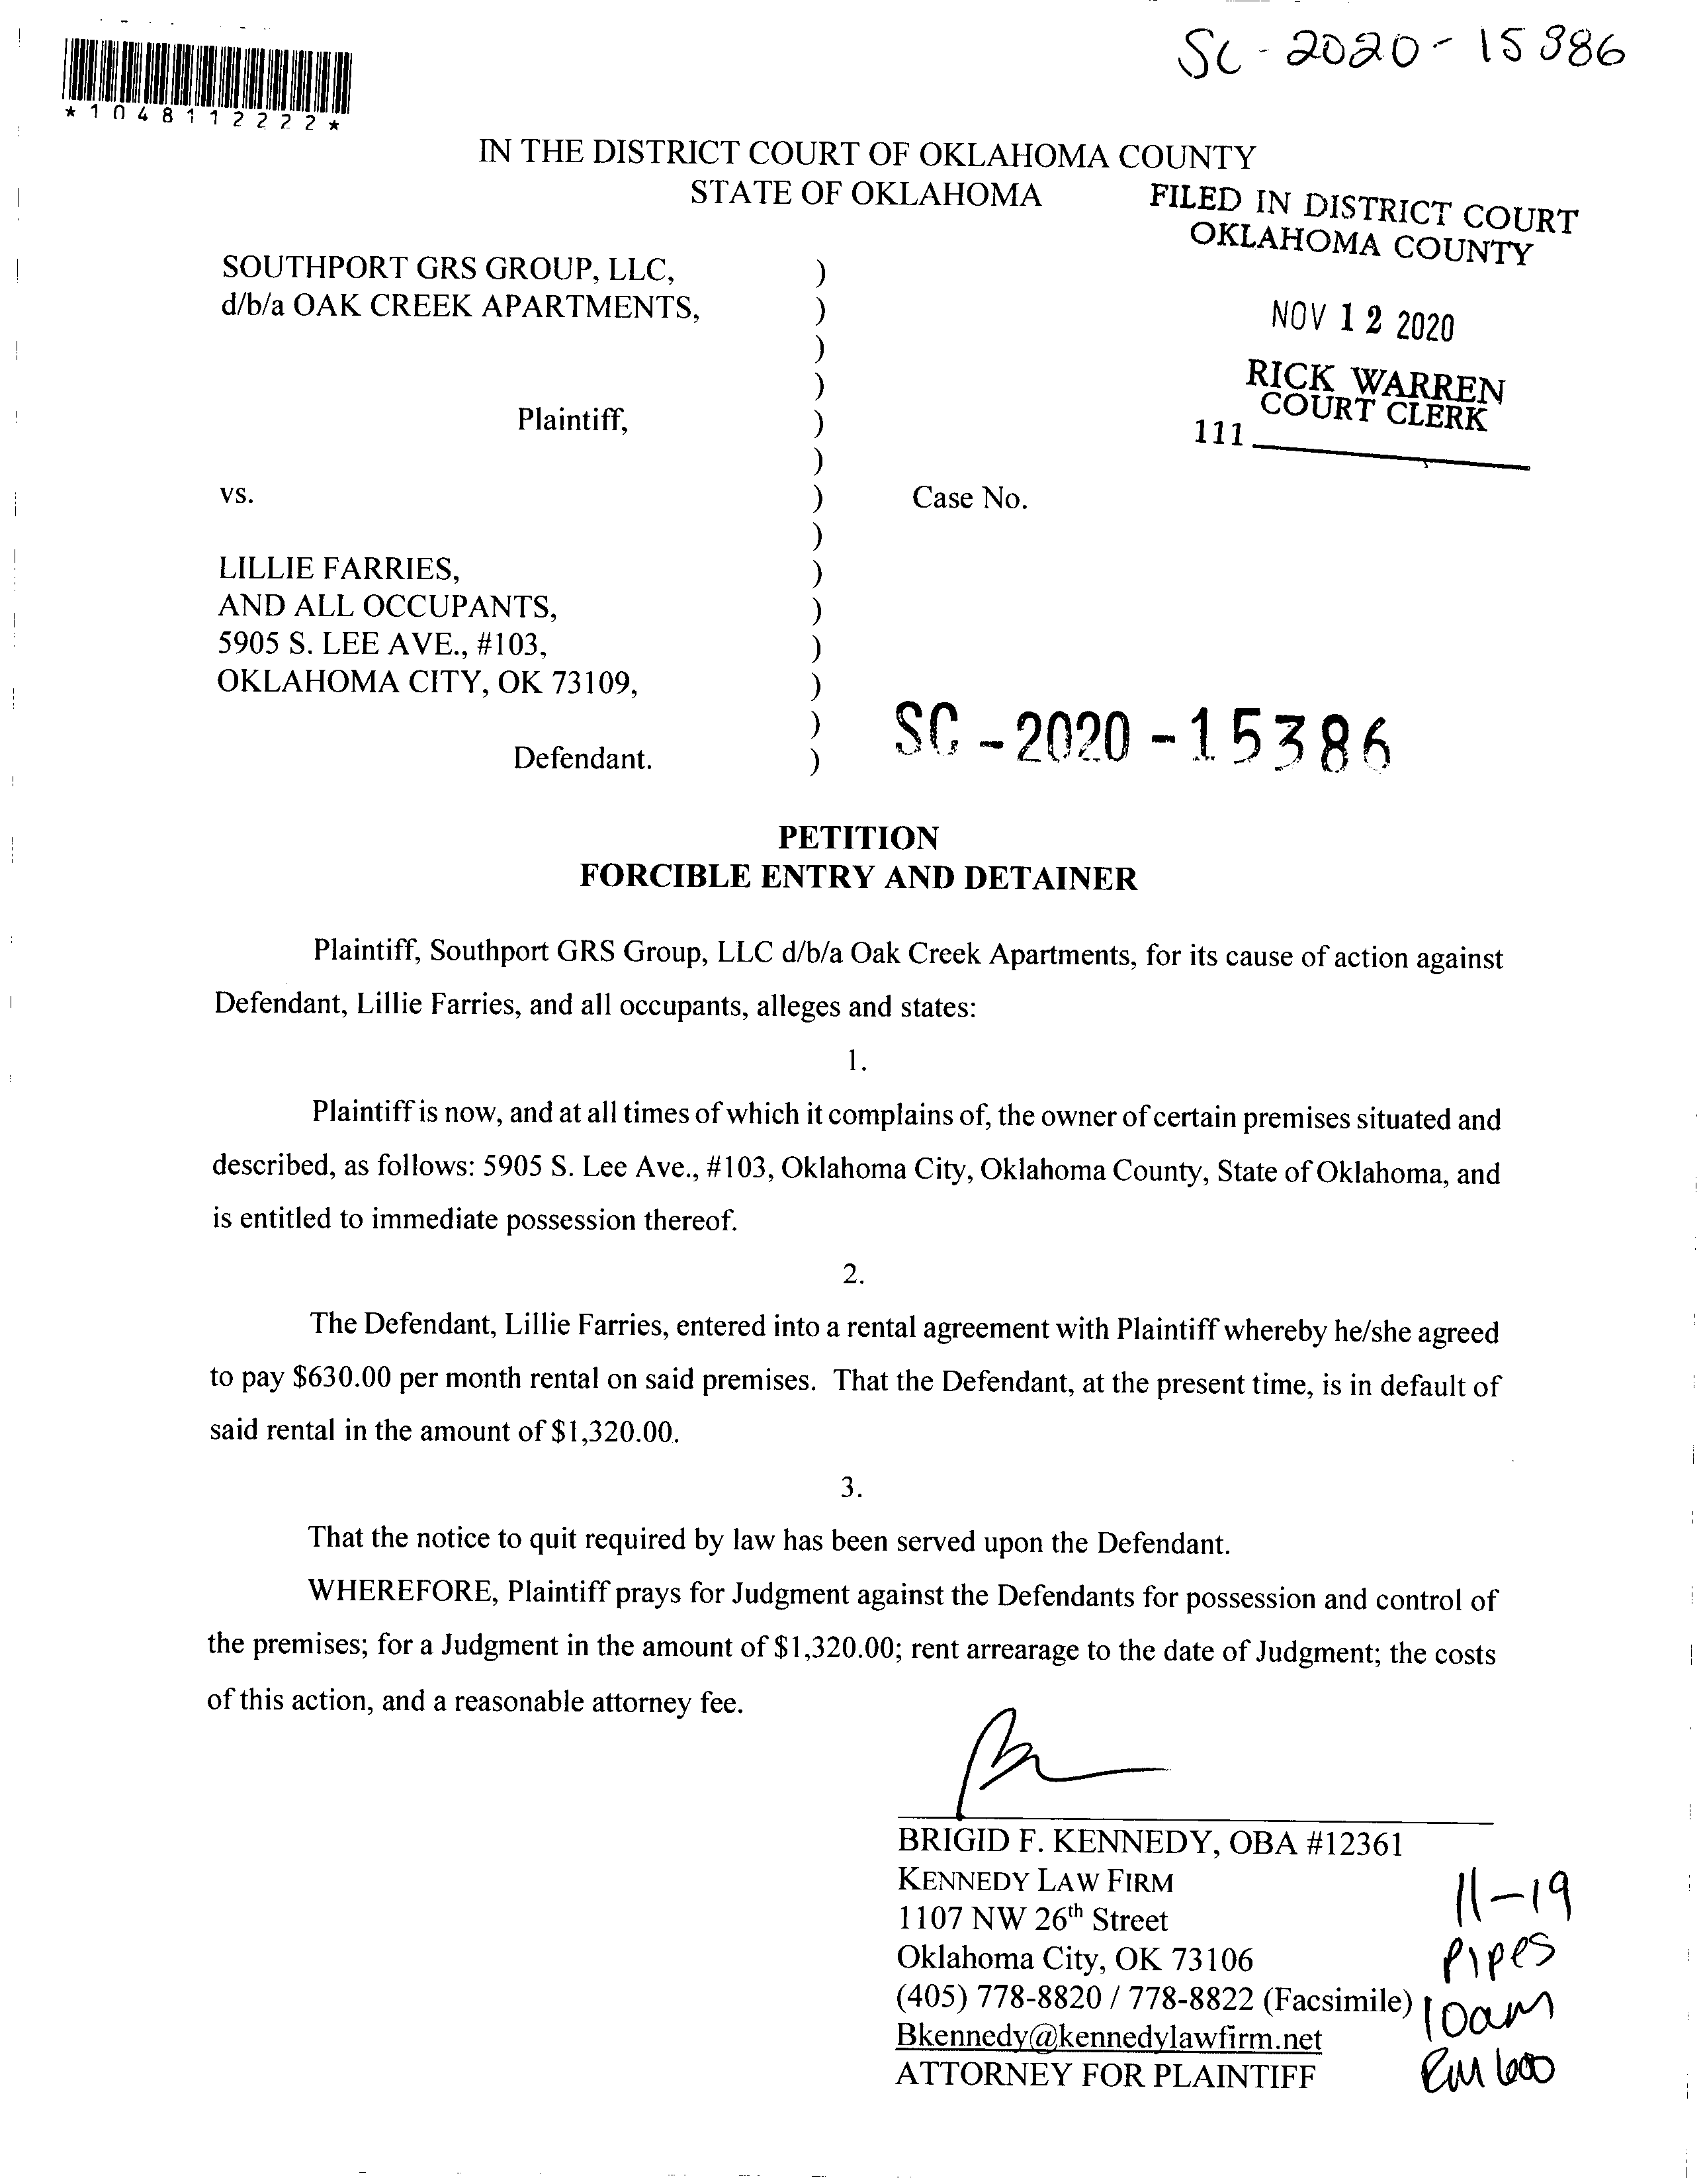 SC-2020-15386
*1048112222*
IN THE DISTRICT COURT OF OKLAHOMA COUNTY
STATE OF OKLAHOMA
FILED IN DISTRICT COURT
OKLAHOMA COUNTY
NOV 12 2020
RICK WARREN
COURT CLERK
111
SOUTHPORT GRS GROUP, LLC, )
d/b/a OAK CREEK APARTMENTS, )
)
)
Plaintiff, )
)
vs. ) Case No.
)
LILLIE FARRIES, )
AND ALL OCCUPANTS, )
5905 S. LEE AVE., #103, )
OKLAHOMA CITY, OK 73109, )
)
Defendant. )
SC-2020-15386
PETITION
FORCIBLE ENTRY AND DETAINER
Plaintiff, Southport GRS Group, LLC d/b/a Oak Creek Apartments, for its cause of action against
Defendant, Lillie Farries, and all occupants, alleges and states:
1.
Plaintiff is now, and at all times of which it complains of, the owner of certain premises situated and
described, as follows: 5905 S. Lee Ave., #103, Oklahoma City, Oklahoma County, State of Oklahoma, and
is entitled to immediate possession thereof.
2.
The Defendant, Lillie Farries, entered into a rental agreement with Plaintiff whereby he/she agreed
to pay $630.00 per month rental on said premises.  That the Defendant, at the present time, is in default of
said rental in the amount of $1,320.00.
3.
That the notice to quit required by law has been served upon the Defendant.
WHEREFORE, Plaintiff prays for Judgment against the Defendants for possession and control of
the premises; for a Judgment in the amount of $1,320.00; rent arrearage to the date of Judgment; the costs
of this action, and a reasonable attorney fee.
BRIGID F. KENNEDY, OBA #12361
KENNEDY LAW FIRM
1107 NW 26th Street
Oklahoma City, OK 73106
(405) 778-8820 / 778-8822 (Facsimile)
Bkennedy@kennedylawfirm.net
ATTORNEY FOR PLAINTIFF
11-19
Pipes
10am
RM 600